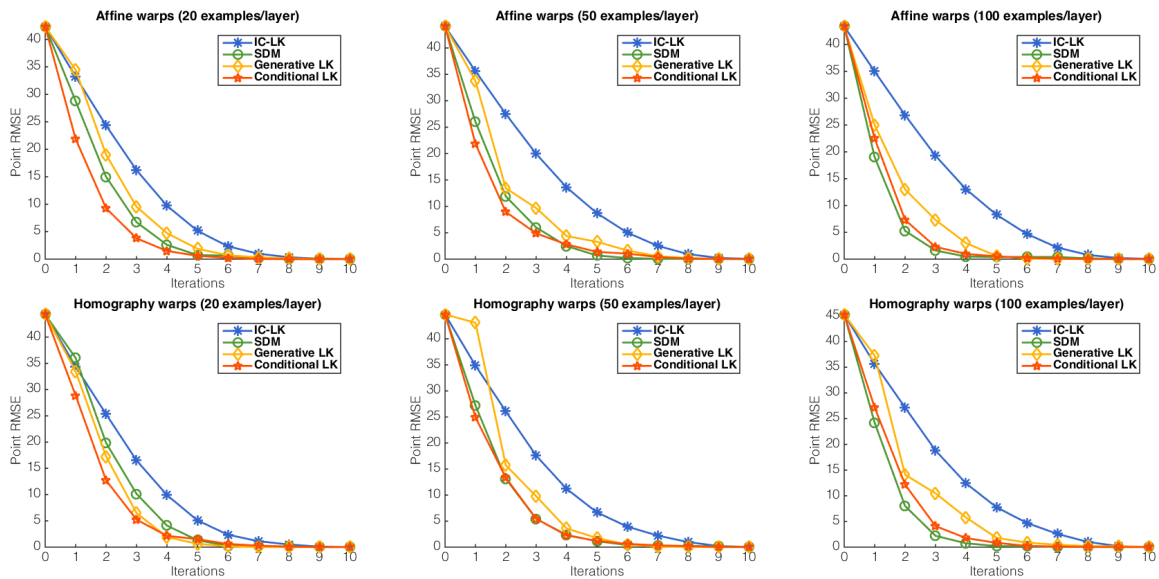 Affine warps (20 examples/layer)
Point RMSE
40
35
30
25
20
15
10
5
0
IC-LK
SDM
Generative LK
Conditional LK
0 1 2 3 4 5 6 7 8 9 10
Iterations
Affine warps (50 examples/layer)
Point RMSE
40
35
30
25
20
15
10
5
0
IC-LK
SDM
Generative LK
Conditional LK
0 1 2 3 4 5 6 7 8 9 10
Iterations
Affine warps (100 examples/layer)
Point RMSE
40
35
30
25
20
15
10
5
0
IC-LK
SDM
Generative LK
Conditional LK
0 1 2 3 4 5 6 7 8 9 10
Iterations
Homography warps (20 examples/layer)
Point RMSE
40
35
30
25
20
15
10
5
0
IC-LK
SDM
Generative LK
Conditional LK
0 1 2 3 4 5 6 7 8 9 10
Iterations
Homography warps (50 examples/layer)
Point RMSE
40
35
30
25
20
15
10
5
0
IC-LK
SDM
Generative LK
Conditional LK
0 1 2 3 4 5 6 7 8 9 10
Iterations
Homography warps (100 examples/layer)
Point RMSE
45
40
35
30
25
20
15
10
5
0
IC-LK
SDM
Generative LK
Conditional LK
0 1 2 3 4 5 6 7 8 9 10
Iterations